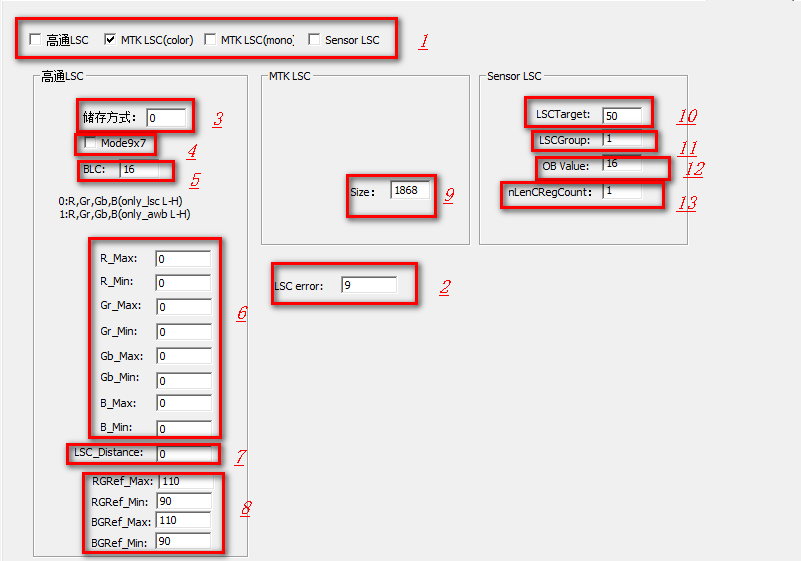 高通LSC MTK LSC(color) MTK LSC(mono) Sensor LSC 1
高通LSC
储存方式： 0 3
Mode9x7 4
BLC: 16 5
0:R,Gr,Gb,B(only_lsc L-H)
1:R,Gr,Gb,B(only_awb L-H)
R_Max: 0
R_Min: 0
Gr_Max: 0
Gr_Min: 0
Gb_Max: 0
Gb_Min: 0
B_Max: 0
B_Min: 0
6
LSC_Distance: 0 7
RGRef_Max: 110
RGRef_Min: 90
BGRef_Max: 110
BGRef_Min: 90
8
MTK LSC
Size： 1868 9
LSC error: 9 2
Sensor LSC
LSCTarget: 50 10
LSCGroup: 1 11
OB Value: 16 12
nLenCRegCount: 1 13